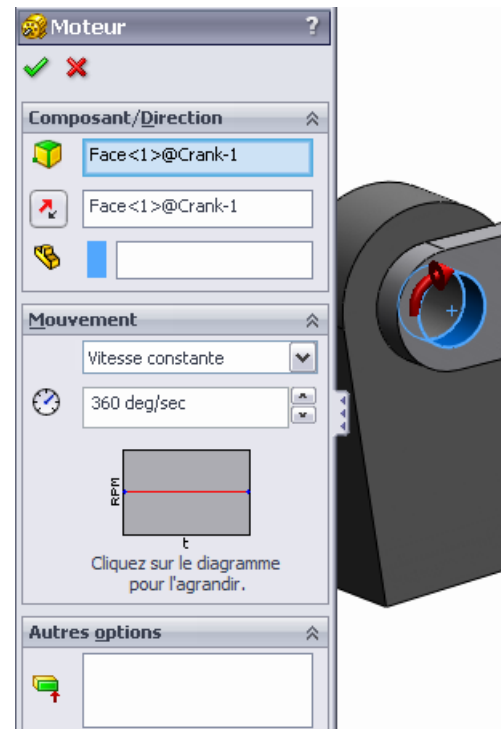 Moteur ?
Composant/Direction
Face<1>@Crank-1
Face<1>@Crank-1
Mouvement
Vitesse constante
360 deg/sec
RPM
t
Cliquez sur le diagramme
pour l'agrandir.
Autres options